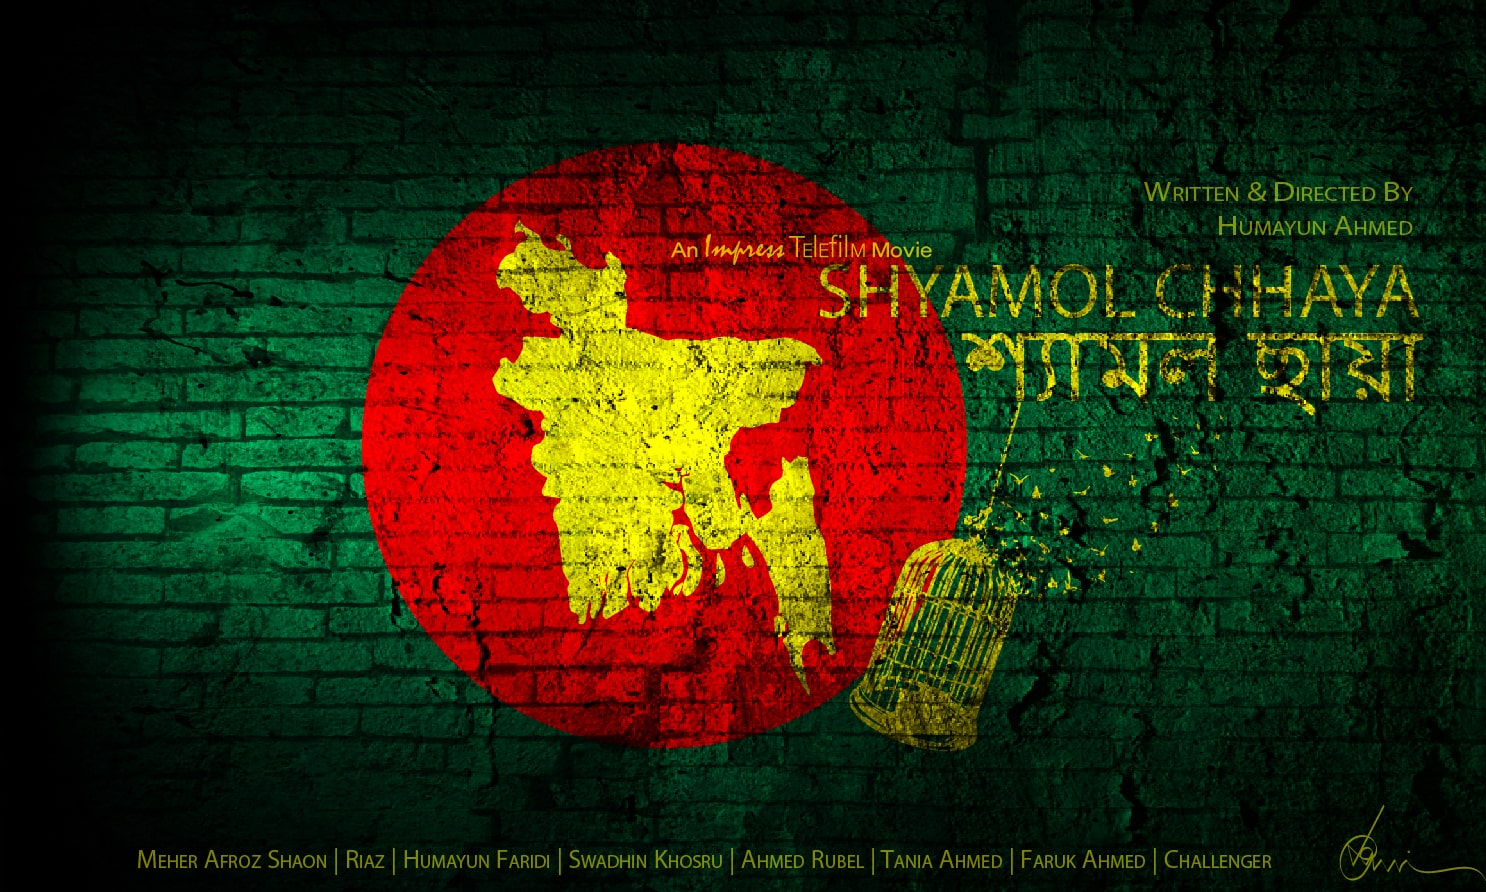 Written & Directed By
Humayun Ahmed
An Impress Telefilm Movie
SHYAMOL CHHAYA
শ্যামল ছায়া
Meher Afroz Shaon | Riaz | Humayun Faridi | Swadhin Khosru | Ahmed Rubel | Tania Ahmed | Faruk Ahmed | Challenger